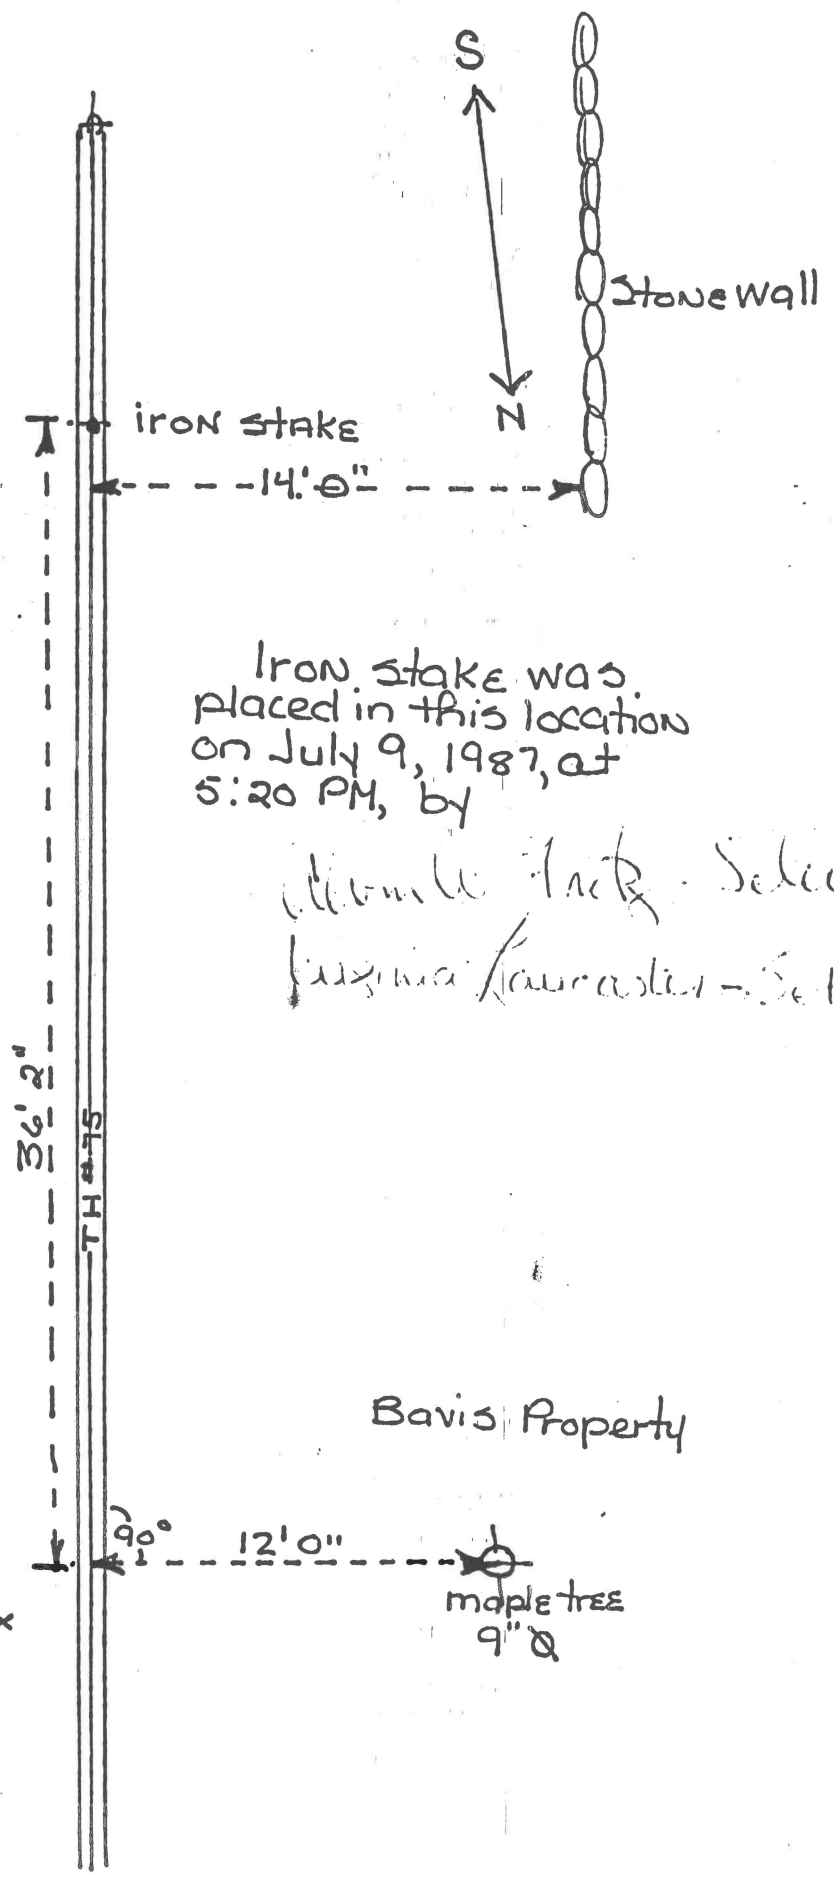 S
Stone wall
N
iron stake
14'-0"
Iron stake was
placed in this location
on July 9, 1987, at
5:20 PM, by
Lancaster
36' 2"
TH #75
Bavis Property
90°
12'0"
maple tree
9" Ø
x